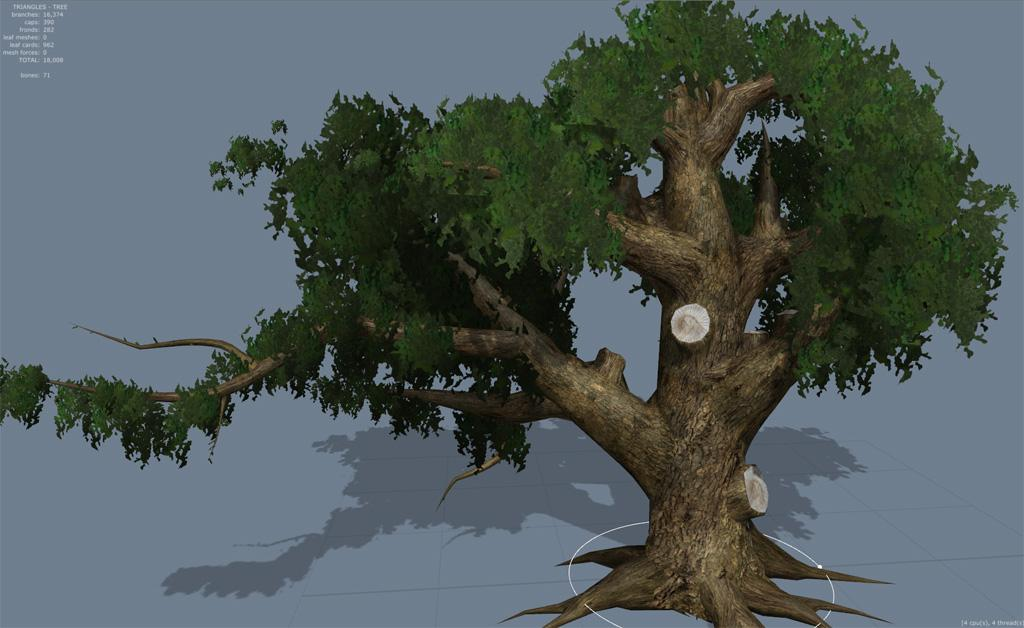 TRIANGLES - TREE
branches: 16,374
caps: 390
fronds: 282
leaf meshes: 0
leaf cards: 962
mesh forces: 0
TOTAL: 18,008
bones: 71
[4 cpu(s), 4 thread(s)]